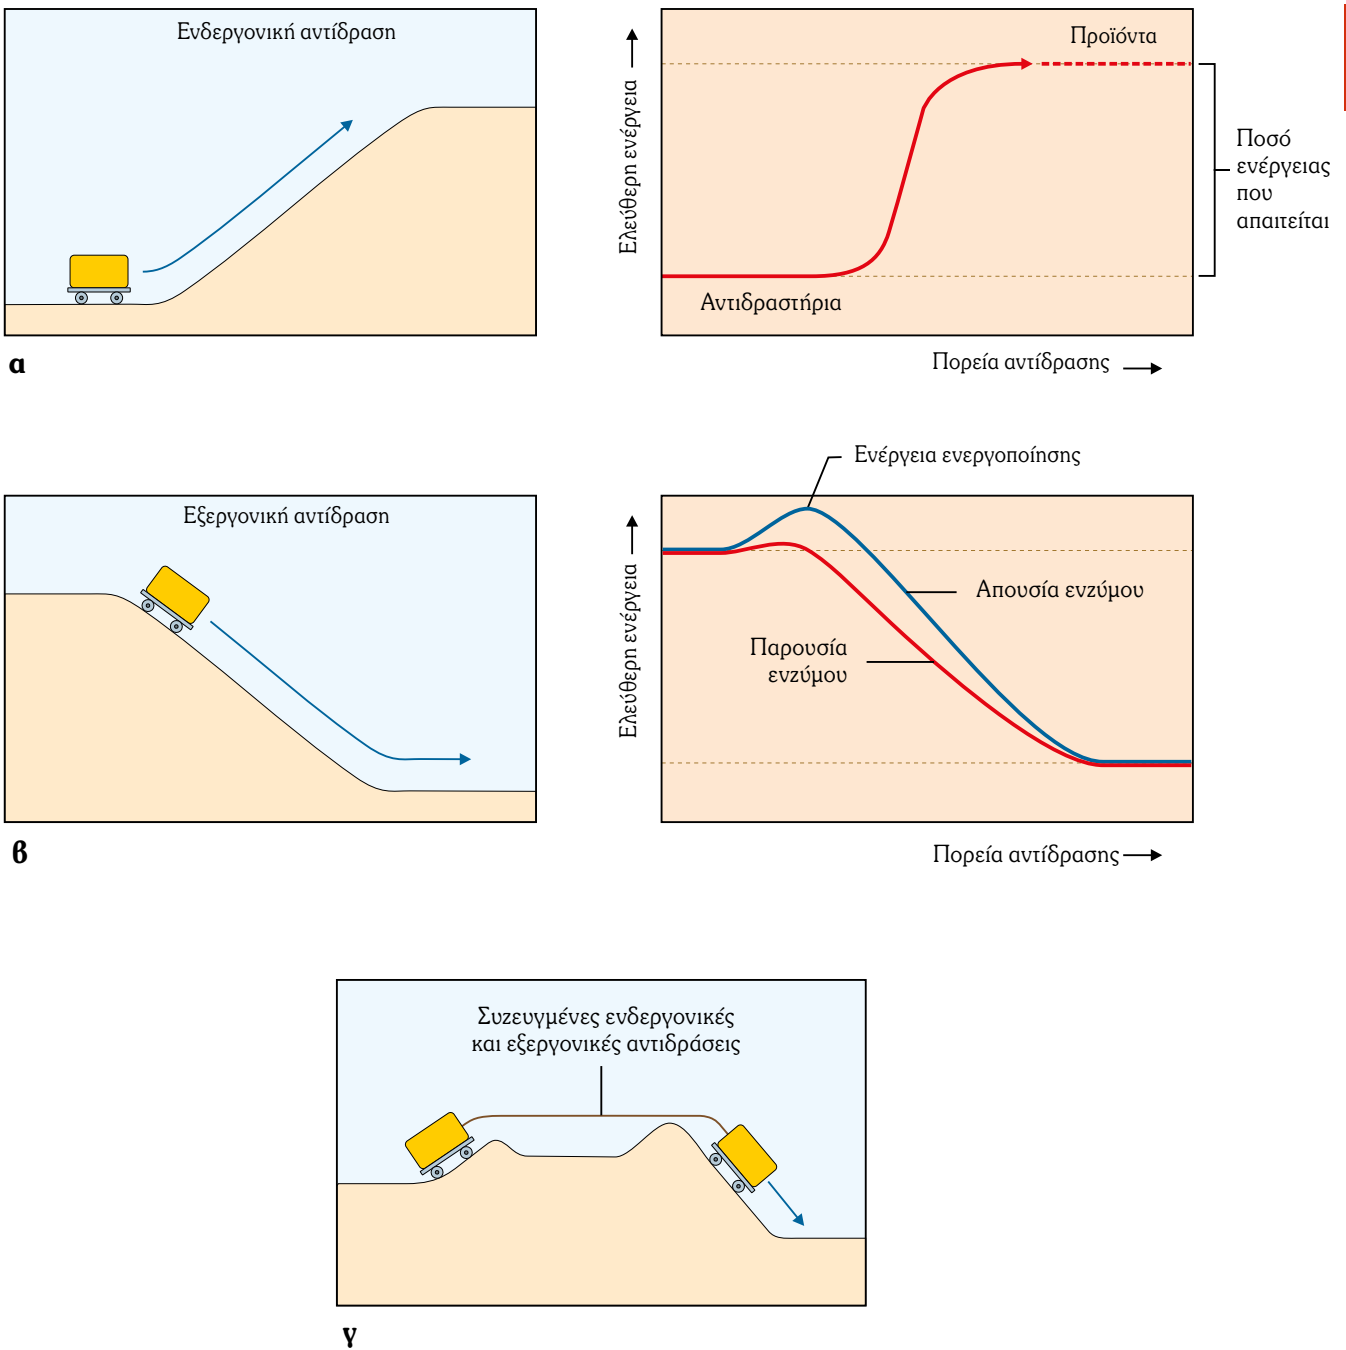 Ενδεργονική αντίδραση
Ελεύθερη ενέργεια
Προϊόντα
Ποσό
ενέργειας
που
απαιτείται
Αντιδραστήρια
Πορεία αντίδρασης
α
Εξεργονική αντίδραση
Ελεύθερη ενέργεια
Ενέργεια ενεργοποίησης
Απουσία ενζύμου
Παρουσία
ενζύμου
Πορεία αντίδρασης
β
Συζευγμένες ενδεργονικές
και εξεργονικές αντιδράσεις
γ